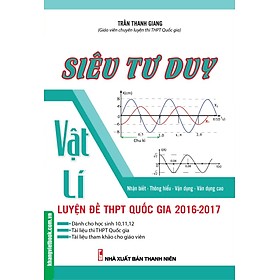 TRẦN THANH GIANG
(Giáo viên chuyên luyện thi THPT Quốc gia)
SIÊU TƯ DUY
Vật
Lí
Nhận biết - Thông hiểu - Vận dụng - Vận dụng cao
LUYỆN ĐỀ THPT QUỐC GIA 2016-2017
- Dành cho học sinh 10,11,12
- Tài liệu thi THPT Quốc gia
- Tài liệu tham khảo cho giáo viên
khangvietbook.com.vn
NHÀ XUẤT BẢN THANH NIÊN